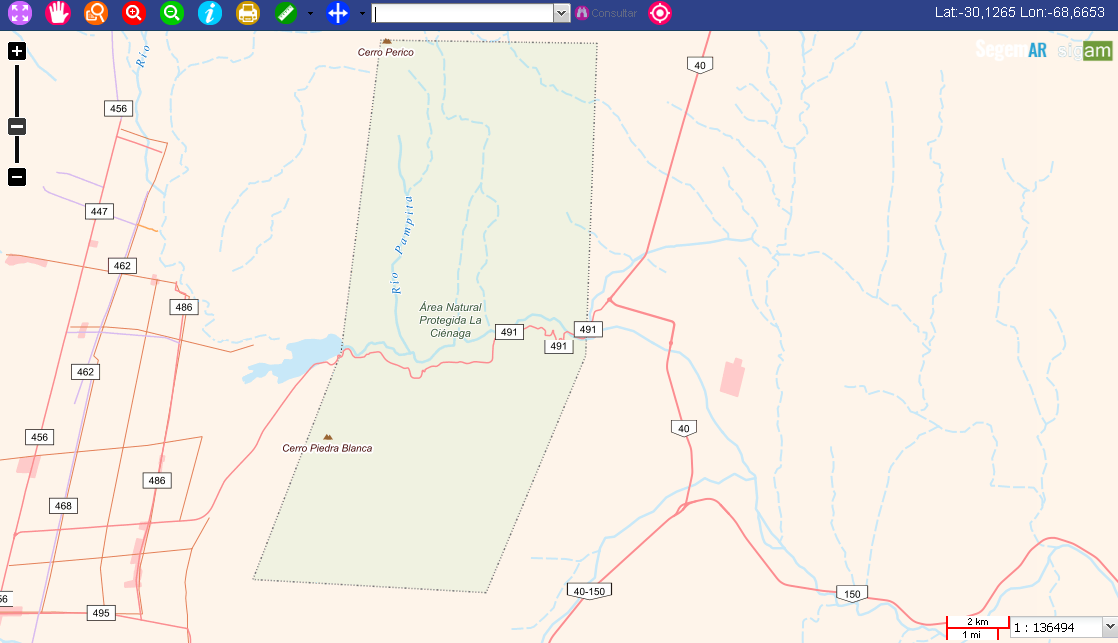 Consultar
Lat:-30,1265 Lon:-68,6653
SegemAR sigam
Cerro Perico
Río
40
456
447
Río Pampita
462
486
Área Natural
Protegida La
Ciénaga
491
491
491
462
40
456
Cerro Piedra Blanca
486
468
40-150
150
56
495
2 km
1 mi
1 : 136494